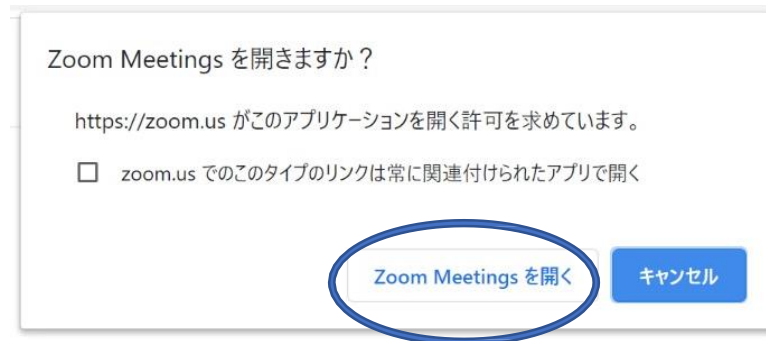 Zoom Meetings を開きますか？
https://zoom.us がこのアプリケーションを開く許可を求めています。
zoom.us でのこのタイプのリンクは常に関連付けられたアプリで開く
Zoom Meetings を開く キャンセル